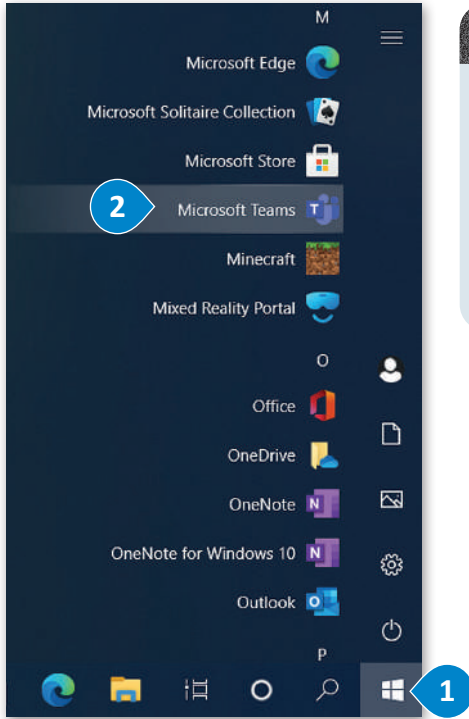 M
Microsoft Edge
Microsoft Solitaire Collection
Microsoft Store
2 Microsoft Teams
Minecraft
Mixed Reality Portal
O
Office
OneDrive
OneNote
OneNote for Windows 10
Outlook
P
1